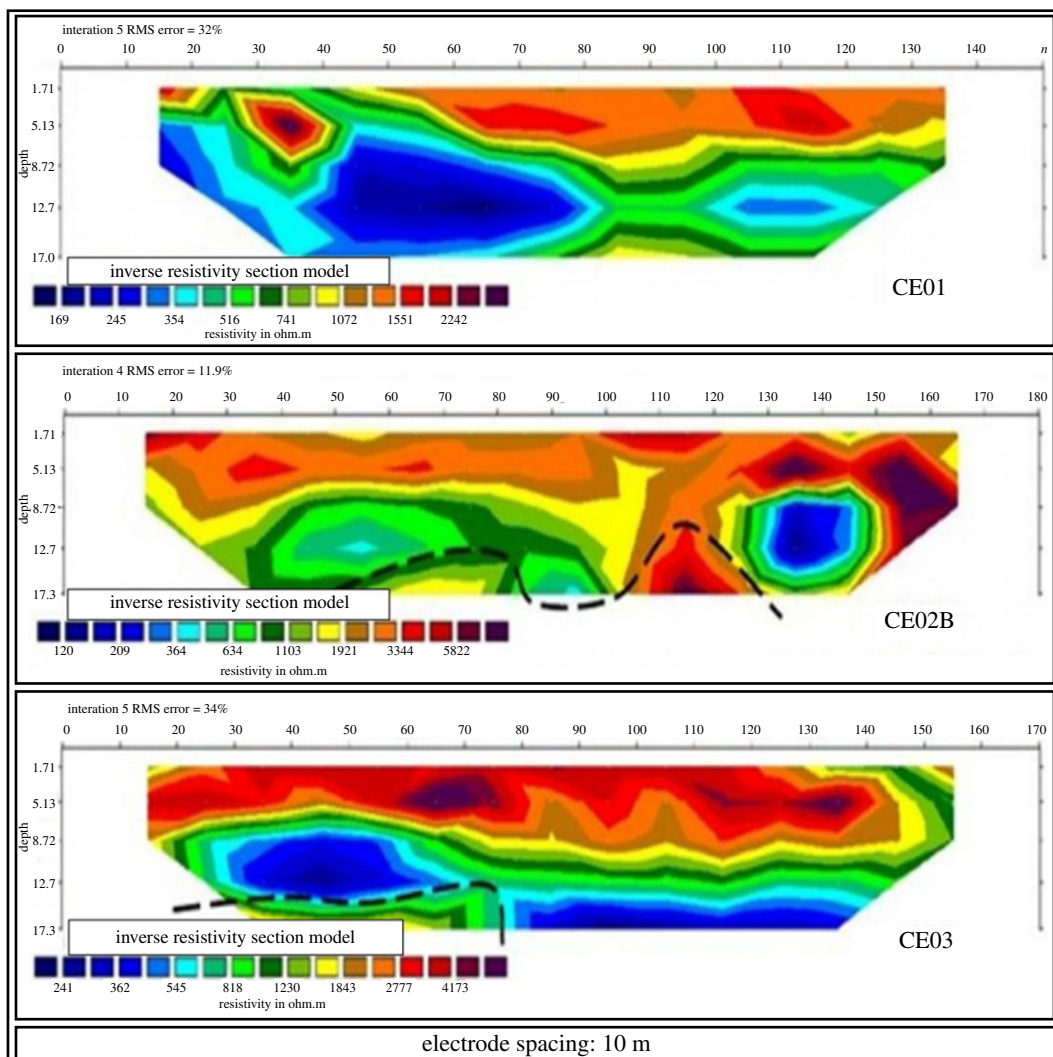 interation 5 RMS error = 32%
0 10 20 30 40 50 60 70 80 90 100 110 120 130 140 n
1.71
5.13
8.72
12.7
17.0
depth
inverse resistivity section model
169 245 354 516 741 1072 1551 2242
resistivity in ohm.m
CE01
interation 4 RMS error = 11.9%
0 10 20 30 40 50 60 70 80 90 100 110 120 130 140 150 160 170 180
1.71
5.13
8.72
12.7
17.3
inverse resistivity section model
120 209 364 634 1103 1921 3344 5822
resistivity in ohm.m
CE02B
interation 5 RMS error = 34%
0 10 20 30 40 50 60 70 80 90 100 110 120 130 140 150 160 170
1.71
5.13
8.72
12.7
17.3
depth
inverse resistivity section model
241 362 545 818 1230 1843 2777 4173
resistivity in ohm.m
CE03
electrode spacing: 10 m